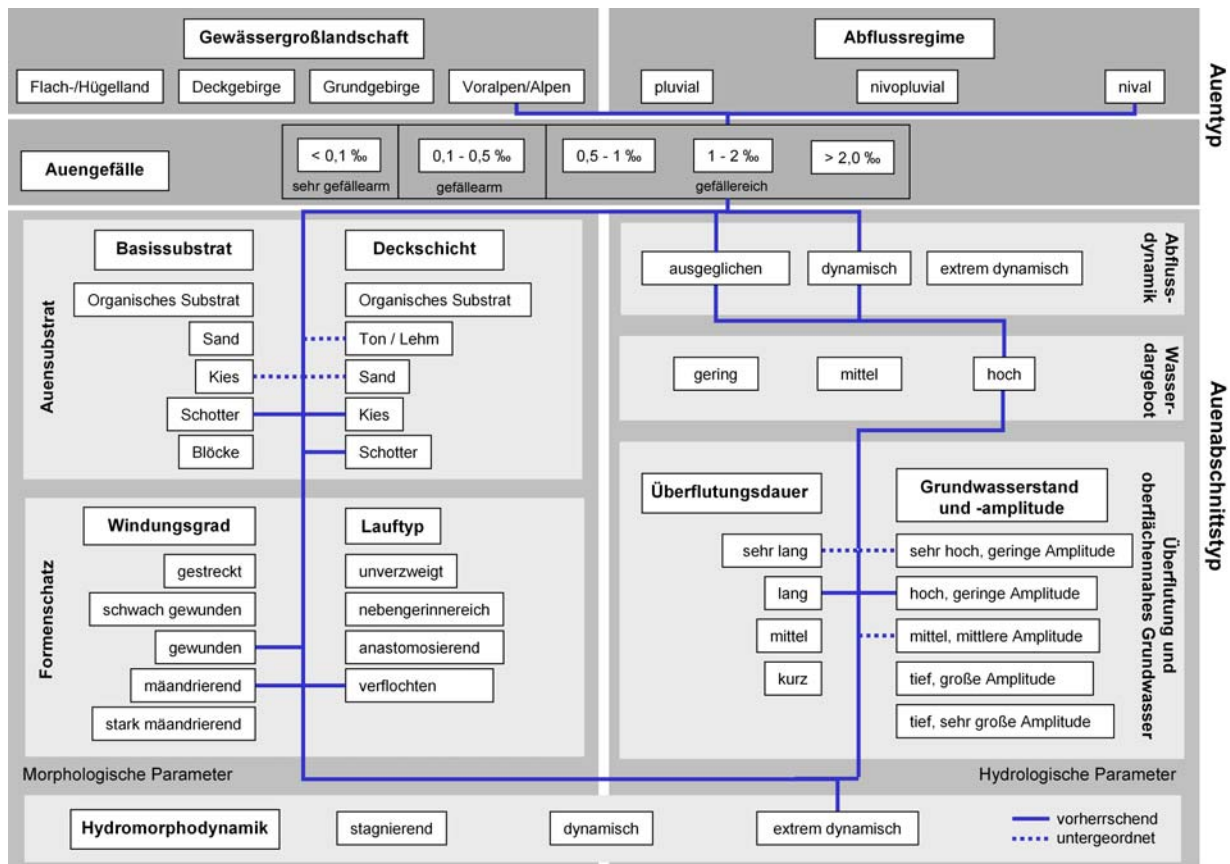 Gewässergroßlandschaft
Flach-/Hügelland
Deckgebirge
Grundgebirge
Voralpen/Alpen
Abflussregime
pluvial
nivopluvial
nival
Auentyp
Auengefälle
< 0,1 ‰
sehr gefällearm
0,1 - 0,5 ‰
gefällearm
0,5 - 1 ‰
1 - 2 ‰
> 2,0 ‰
gefällereich
Auensubstrat
Basissubstrat
Organisches Substrat
Sand
Kies
Schotter
Blöcke
Deckschicht
Organisches Substrat
Ton / Lehm
Sand
Kies
Schotter
Formenschatz
Windungsgrad
gestreckt
schwach gewunden
gewunden
mäandrierend
stark mäandrierend
Lauftyp
unverzweigt
nebengerinnereich
anastomosierend
verflochten
Morphologische Parameter
ausgeglichen
dynamisch
extrem dynamisch
Abfluss-
dynamik
gering
mittel
hoch
Wasser-
dargebot
Überflutungsdauer
sehr lang
lang
mittel
kurz
Grundwasserstand
und -amplitude
sehr hoch, geringe Amplitude
hoch, geringe Amplitude
mittel, mittlere Amplitude
tief, große Amplitude
tief, sehr große Amplitude
Überflutung und
oberflächennahes Grundwasser
Auenabschnittstyp
Hydrologische Parameter
Hydromorphodynamik
stagnierend
dynamisch
extrem dynamisch
vorherrschend
untergeordnet